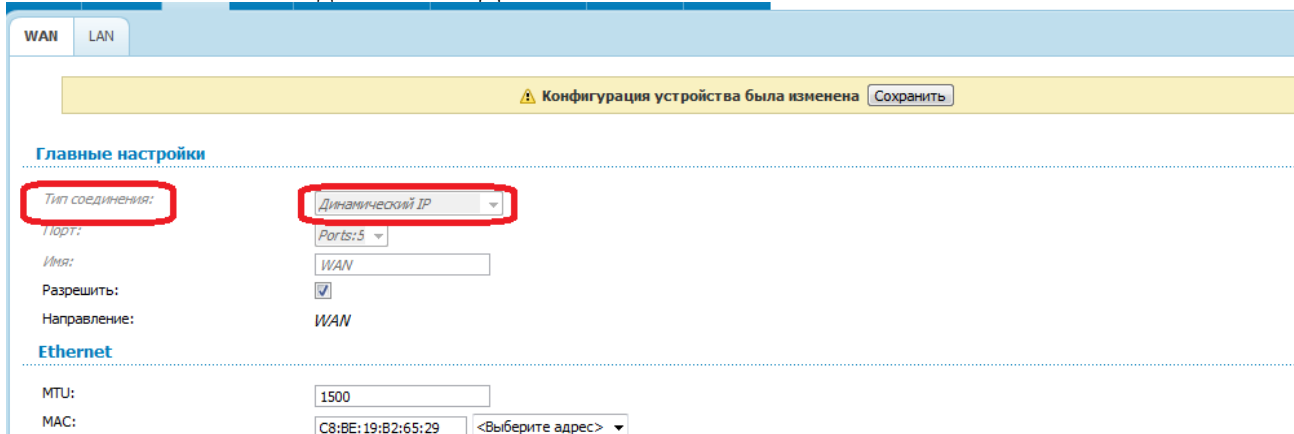 WAN LAN
Конфигурация устройства была изменена Сохранить
Главные настройки
Тип соединения: Динамический IP
Порт: Ports:5
Имя: WAN
Разрешить:
Направление: WAN
Ethernet
MTU: 1500
MAC: C8:BE:19:B2:65:29 <Выберите адрес>